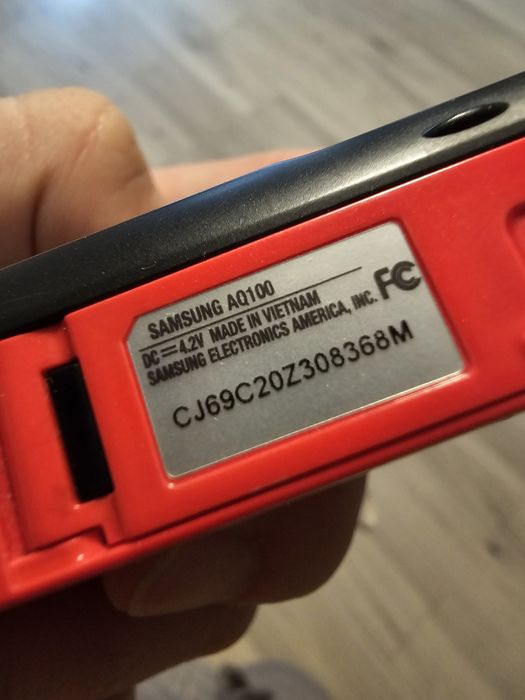 SAMSUNG AQ100
DC ⎓ 4.2V MADE IN VIETNAM
SAMSUNG ELECTRONICS AMERICA, INC. FC
CJ69C20Z308368M